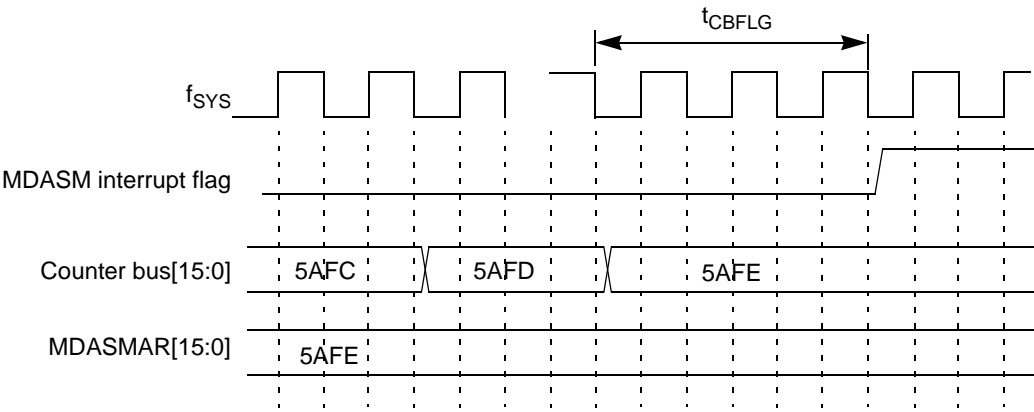 tCBFLG
fSYS
MDASM interrupt flag
Counter bus[15:0] 5AFC 5AFD 5AFE
MDASMAR[15:0] 5AFE